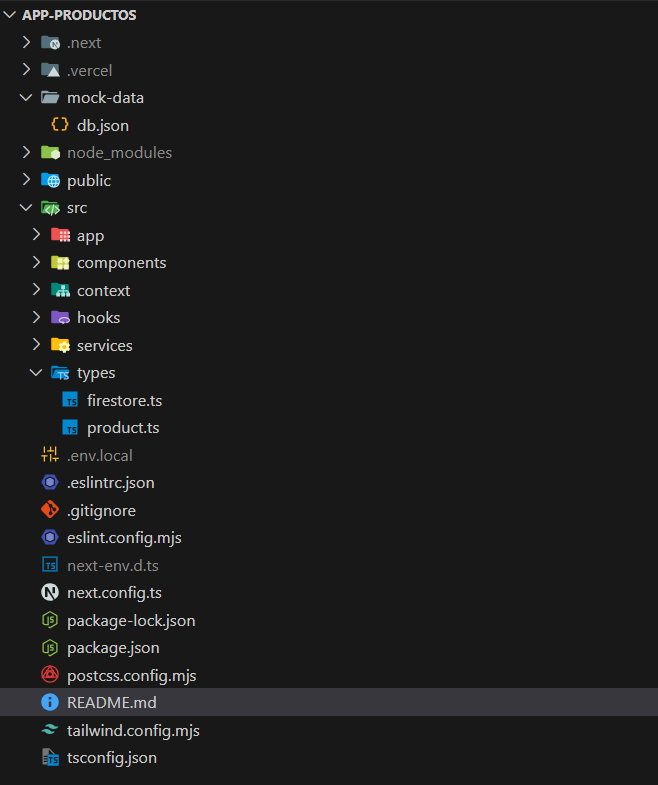 APP-PRODUCTOS
.next
.vercel
mock-data
db.json
node_modules
public
src
app
components
context
hooks
services
types
firestore.ts
product.ts
.env.local
.eslintrc.json
.gitignore
eslint.config.mjs
next-env.d.ts
next.config.ts
package-lock.json
package.json
postcss.config.mjs
README.md
tailwind.config.mjs
tsconfig.json